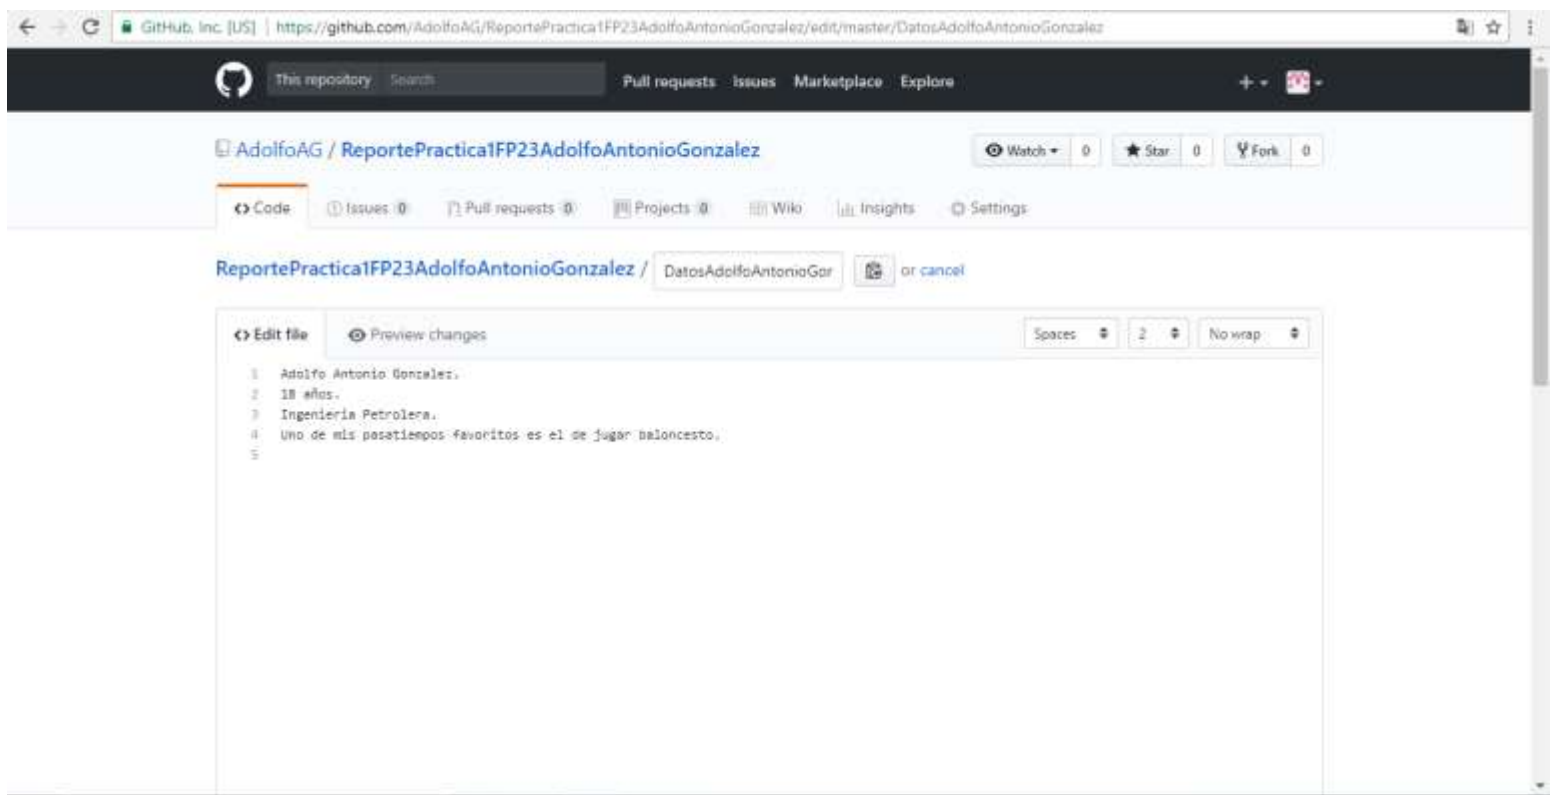 GitHub, Inc. [US] | https://github.com/AdolfoAG/ReportePractica1FP23AdolfoAntonioGonzalez/edit/master/DatosAdolfoAntonioGonzalez
This repository Search Pull requests Issues Marketplace Explore
AdolfoAG / ReportePractica1FP23AdolfoAntonioGonzalez Watch 0 Star 0 Fork 0
Code Issues 0 Pull requests 0 Projects 0 Wiki Insights Settings
ReportePractica1FP23AdolfoAntonioGonzalez / DatosAdolfoAntonioGor or cancel
Edit file Preview changes Spaces 2 No wrap
1 Adolfo Antonio Gonzalez.
2 18 años.
3 Ingenieria Petrolera.
4 Uno de mis pasatiempos favoritos es el de jugar baloncesto.
5